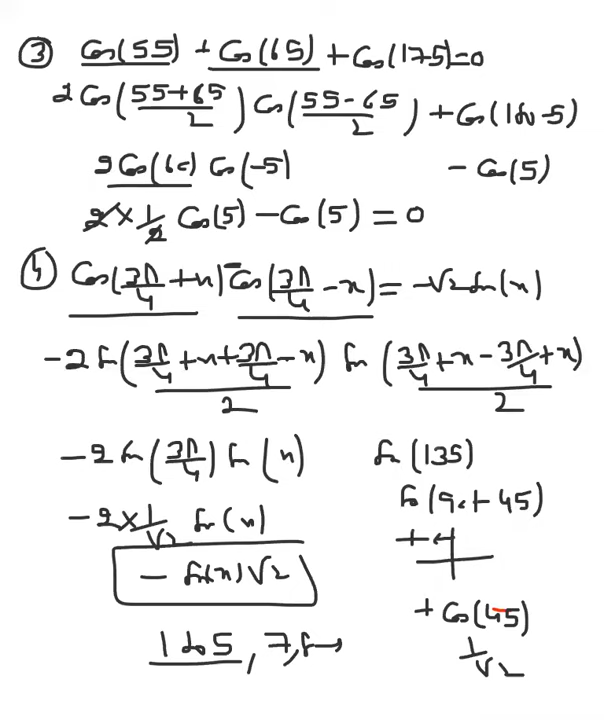 ③ Cos(55) + Cos(65) + Cos(175)=0
2 Cos(55+65/2) Cos(55-65/2) + Cos(180-5)
2 Cos(60) Cos(-5) - Cos(5)
2 × 1/2 Cos(5) - Cos(5) = 0
④ Cos(3π/4 + x) - Cos(3π/4 - x) = -√2 Sin(x)
-2 Sin(3π/4 + x + 3π/4 - x / 2) Sin(3π/4 + x - 3π/4 + x / 2)
-2 Sin(3π/4) Sin(x) Sin(135)
Sin(90+45)
-2 × 1/√2 Sin(x)
- Sin(x) √2
+ Cos(45)
1 to 5, 7,
1/√2